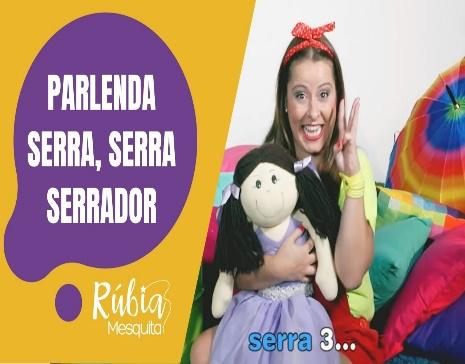 PARLENDA
SERRA, SERRA
SERRADOR
Rúbia
Mesquita
serra 3...